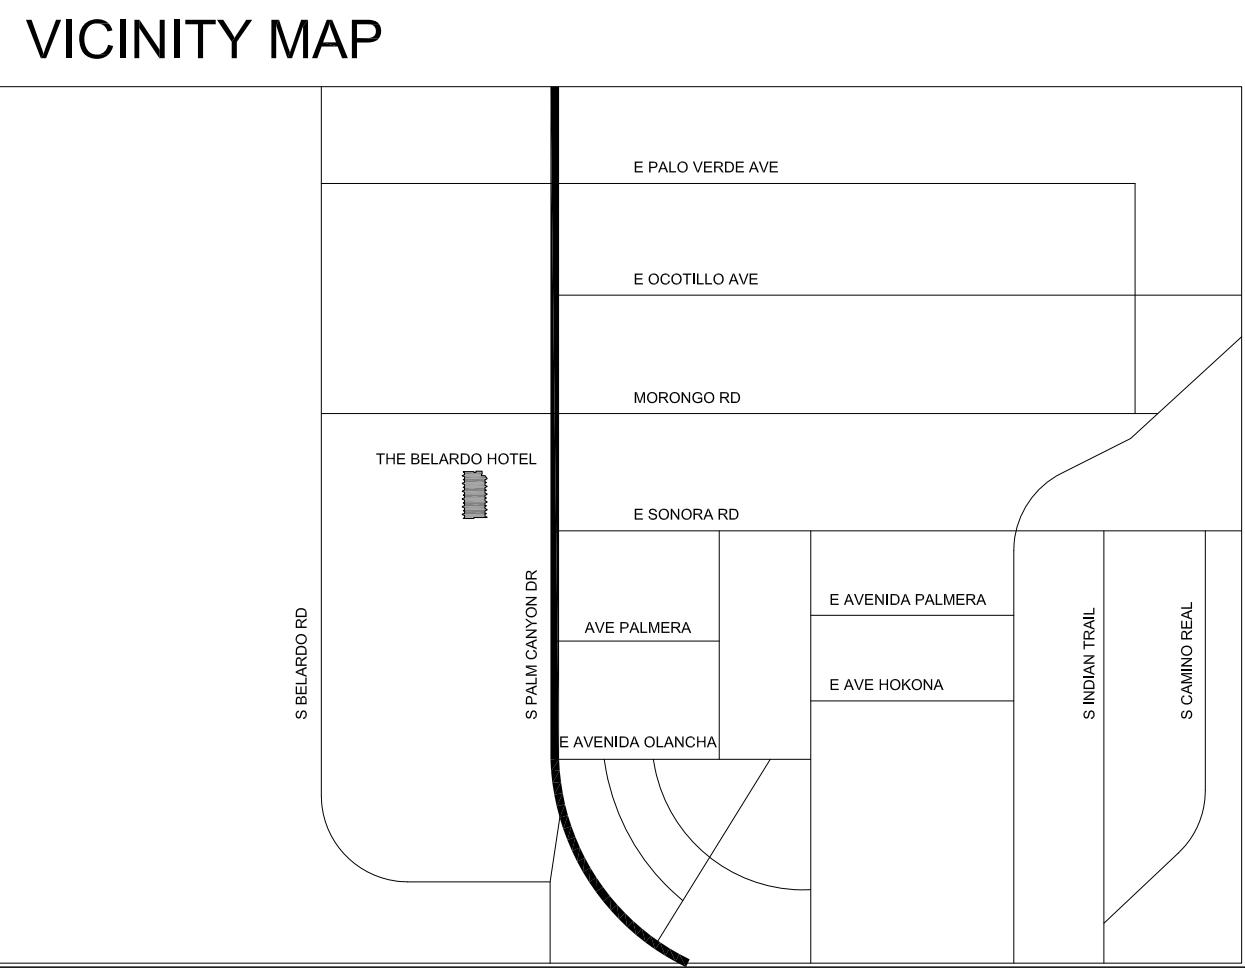 VICINITY MAP
E PALO VERDE AVE
E OCOTILLO AVE
MORONGO RD
THE BELARDO HOTEL
E SONORA RD
S BELARDO RD
S PALM CANYON DR
AVE PALMERA
E AVENIDA PALMERA
E AVE HOKONA
S INDIAN TRAIL
S CAMINO REAL
E AVENIDA OLANCHA